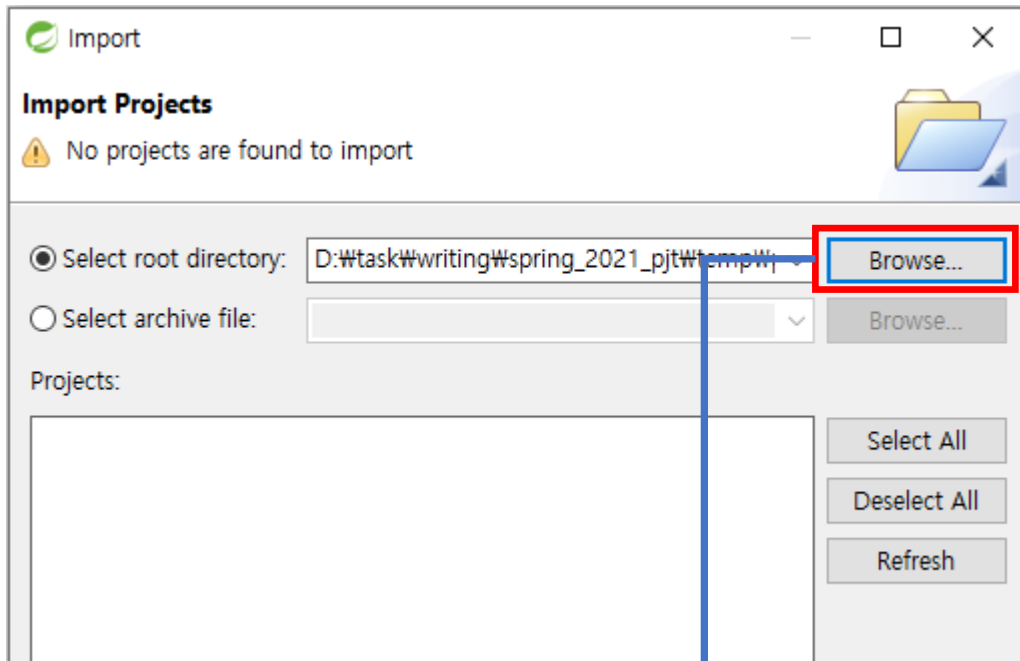 Import
Import Projects
No projects are found to import
Select root directory: D:₩task₩writing₩spring_2021_pjt₩temp₩ Browse...
Select archive file: Browse...
Projects:
Select All
Deselect All
Refresh